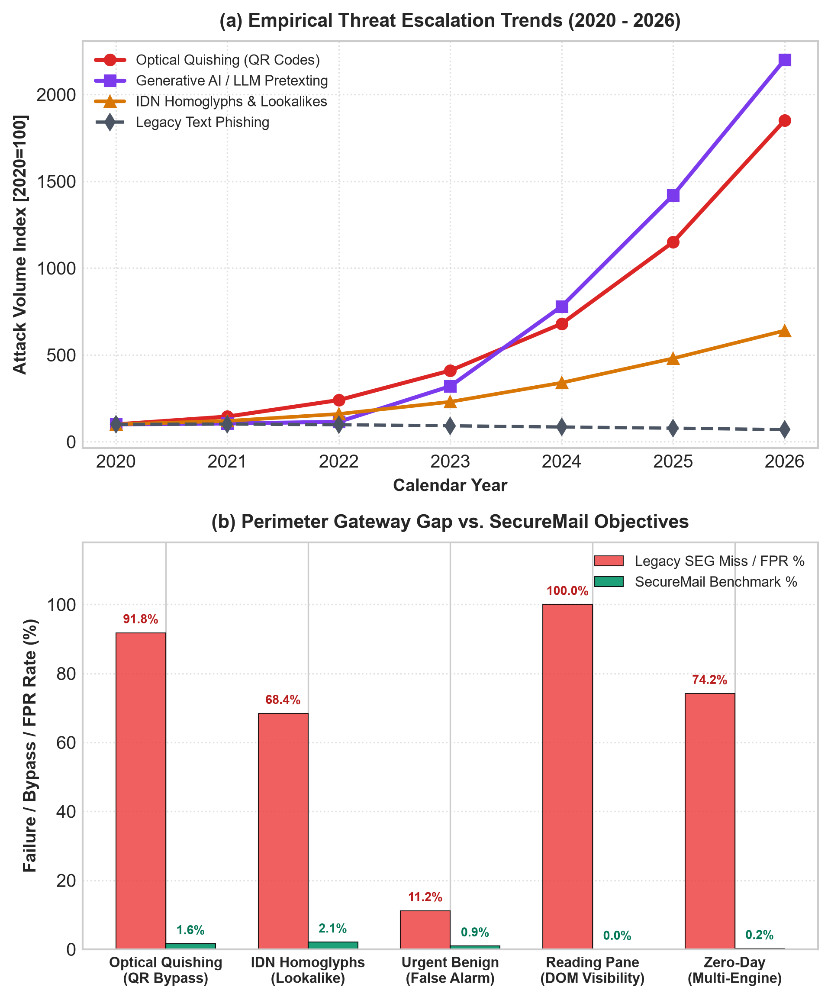 (a) Empirical Threat Escalation Trends (2020 - 2026)
Optical Quishing (QR Codes)
Generative AI / LLM Pretexting
IDN Homoglyphs & Lookalikes
Legacy Text Phishing
Attack Volume Index [2020=100]
2000
1500
1000
500
0
2020 2021 2022 2023 2024 2025 2026
Calendar Year
(b) Perimeter Gateway Gap vs. SecureMail Objectives
Legacy SEG Miss / FPR %
SecureMail Benchmark %
Failure / Bypass / FPR Rate (%)
100
80
60
40
20
0
91.8%
1.6%
68.4%
2.1%
11.2%
0.9%
100.0%
0.0%
74.2%
0.2%
Optical Quishing
(QR Bypass)
IDN Homoglyphs
(Lookalike)
Urgent Benign
(False Alarm)
Reading Pane
(DOM Visibility)
Zero-Day
(Multi-Engine)